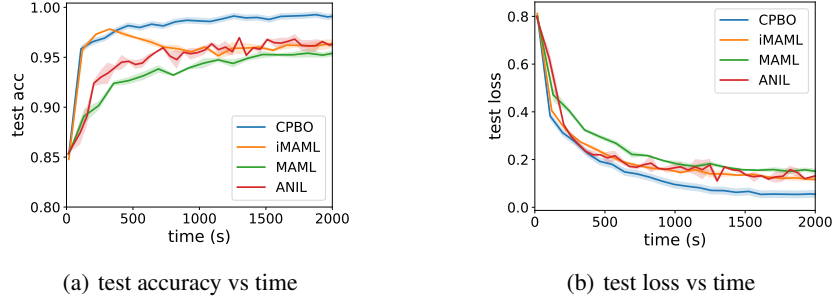 1.00
0.95
0.90
0.85
0.80
test acc
CPBO
iMAML
MAML
ANIL
0 500 1000 1500 2000
time (s)
(a) test accuracy vs time
0.8
0.6
0.4
0.2
0.0
test loss
CPBO
iMAML
MAML
ANIL
0 500 1000 1500 2000
time (s)
(b) test loss vs time